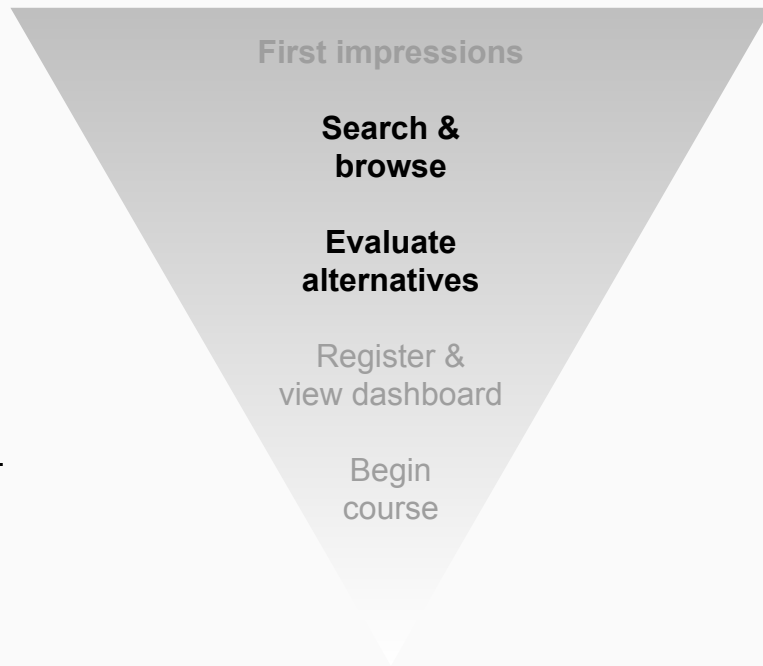 First impressions
Search &
browse
Evaluate
alternatives
Register &
view dashboard
Begin
course